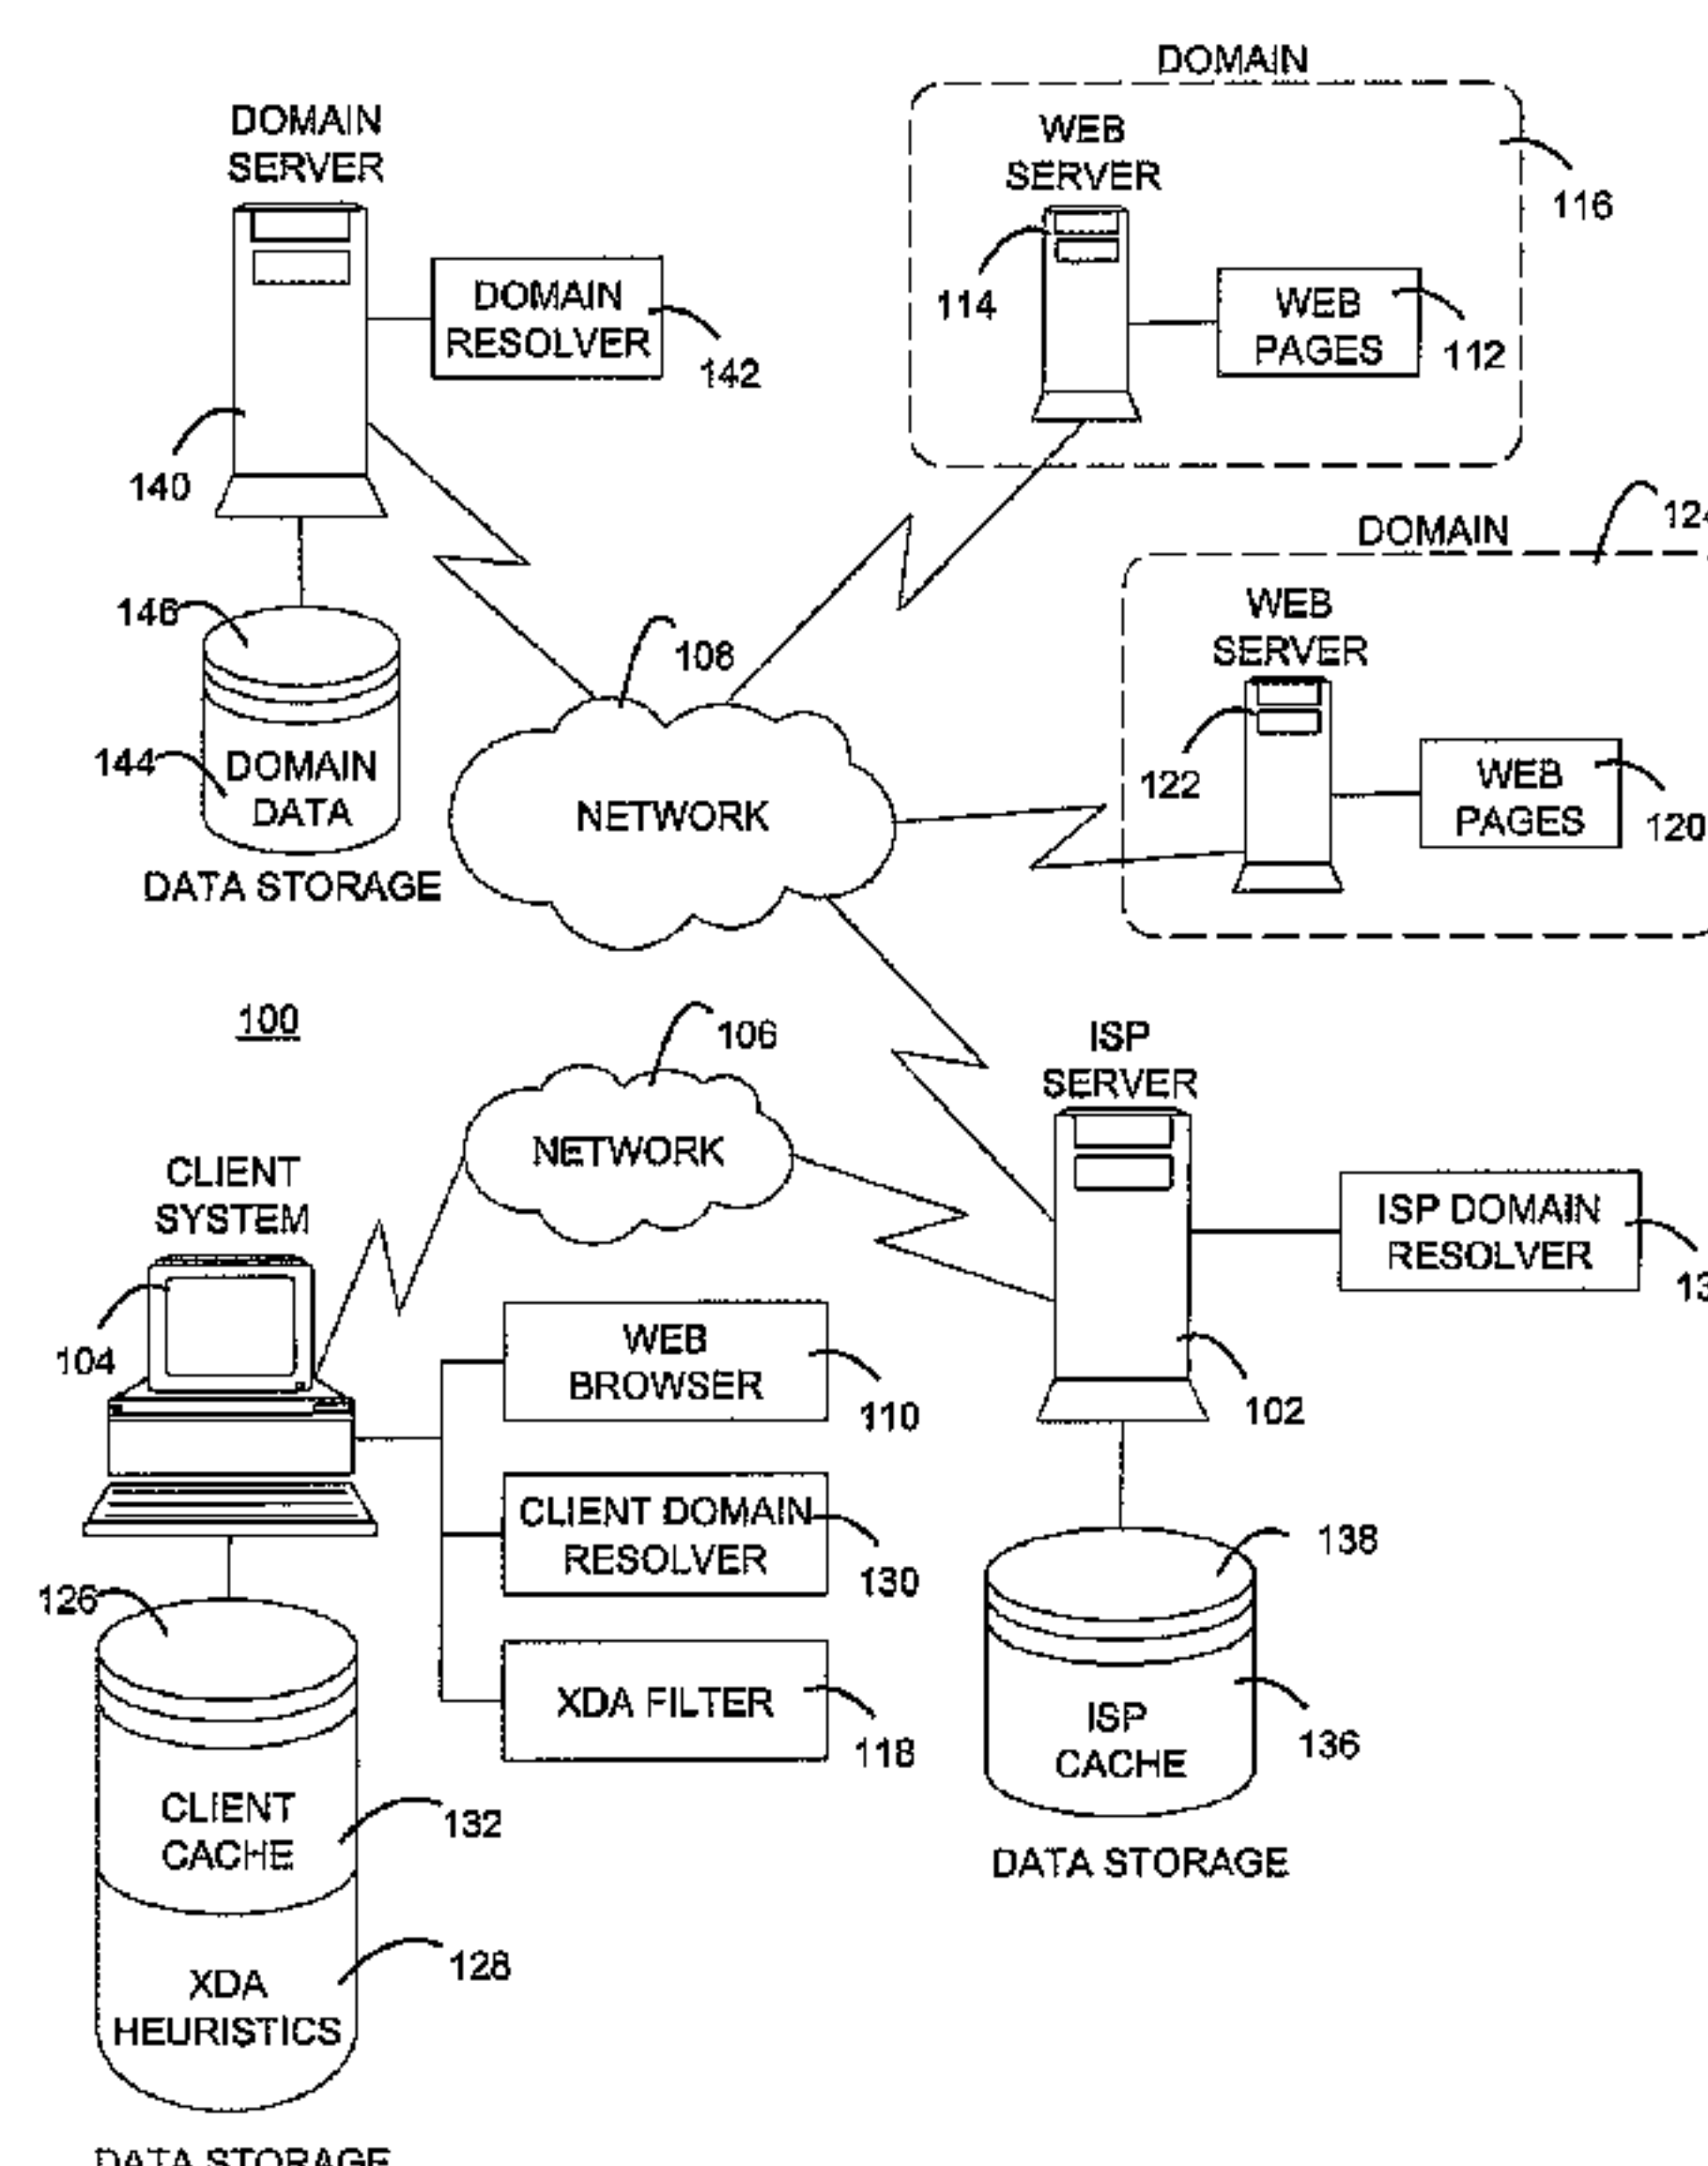 DOMAIN
DOMAIN
SERVER
WEB
SERVER
116
114
WEB
PAGES
112
DOMAIN
RESOLVER
142
140
DOMAIN
WEB
SERVER
146
108
122
WEB
PAGES
120
144
DOMAIN
DATA
NETWORK
DATA STORAGE
100
106
ISP
SERVER
NETWORK
CLIENT
SYSTEM
ISP DOMAIN
RESOLVER
104
WEB
BROWSER
110
102
CLIENT DOMAIN
RESOLVER
130
138
126
XDA FILTER
118
ISP
CACHE
136
CLIENT
CACHE
132
DATA STORAGE
128
XDA
HEURISTICS
DATA STORAGE